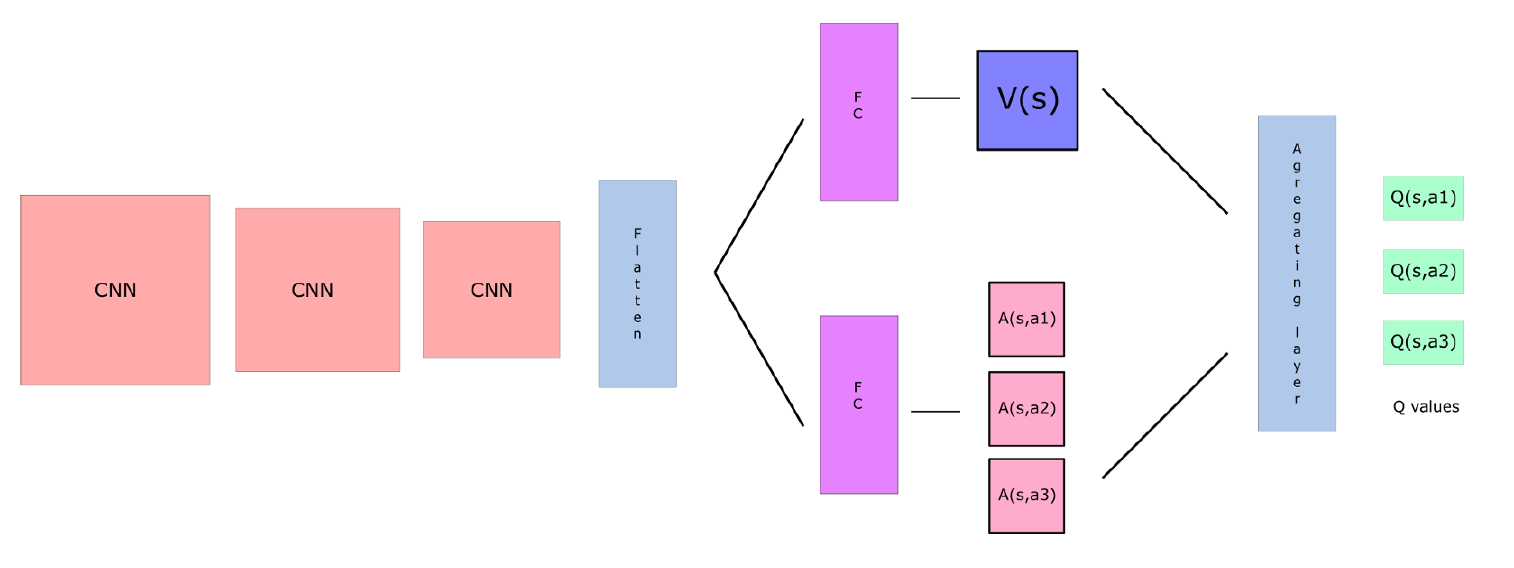 CNN
CNN
CNN
Flatten
FC
V(s)
FC
A(s,a1)
A(s,a2)
A(s,a3)
Agregating layer
Q(s,a1)
Q(s,a2)
Q(s,a3)
Q values